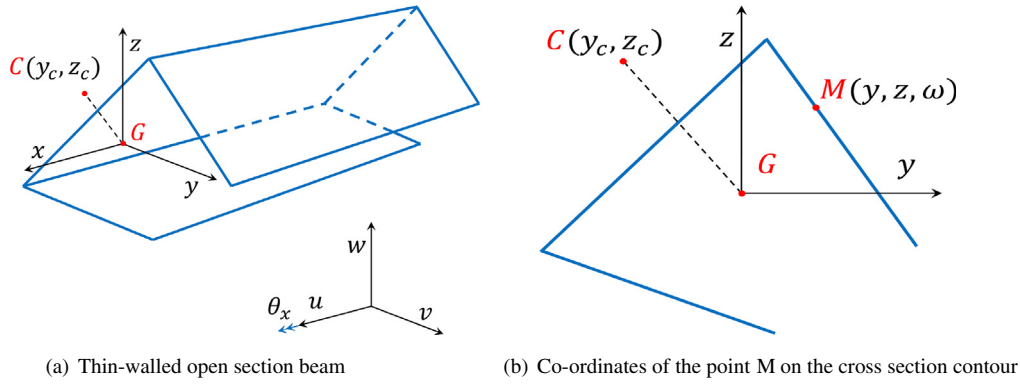 z
C(y_c, z_c)
G
x
y
w
θ_x
u
v
(a) Thin-walled open section beam
z
C(y_c, z_c)
M(y, z, ω)
G
y
(b) Co-ordinates of the point M on the cross section contour